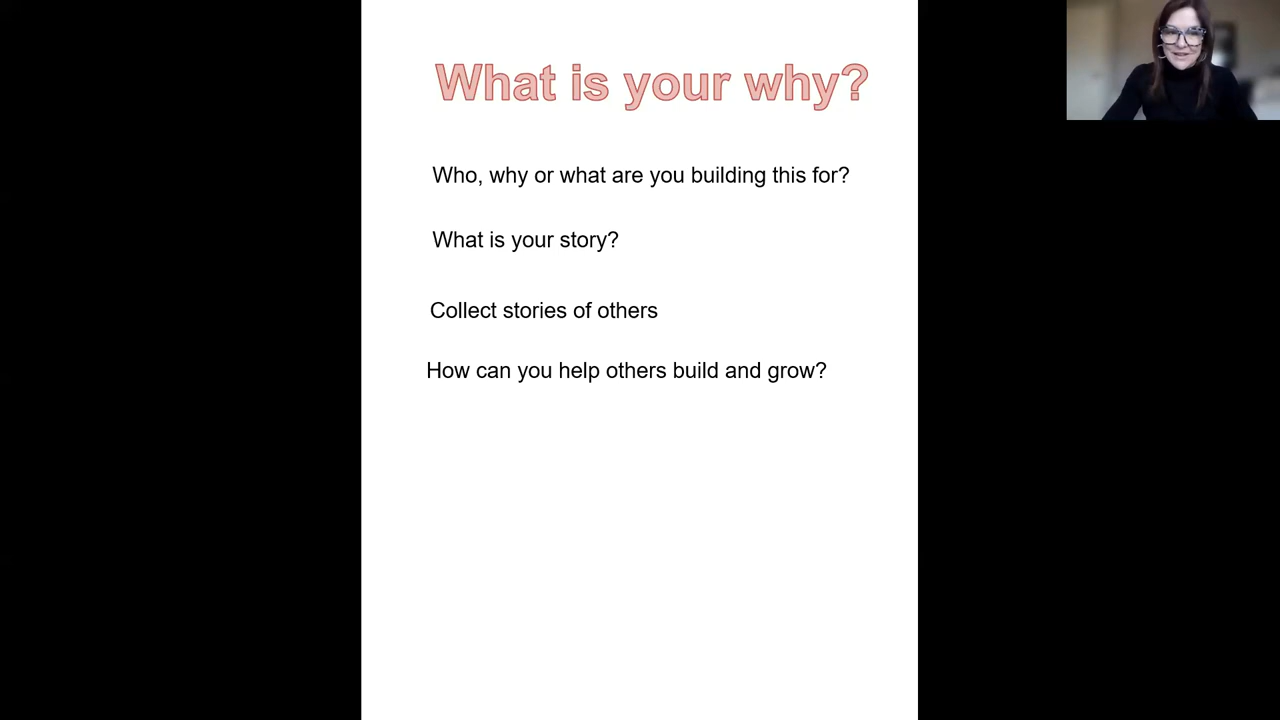 What is your why?
Who, why or what are you building this for?
What is your story?
Collect stories of others
How can you help others build and grow?